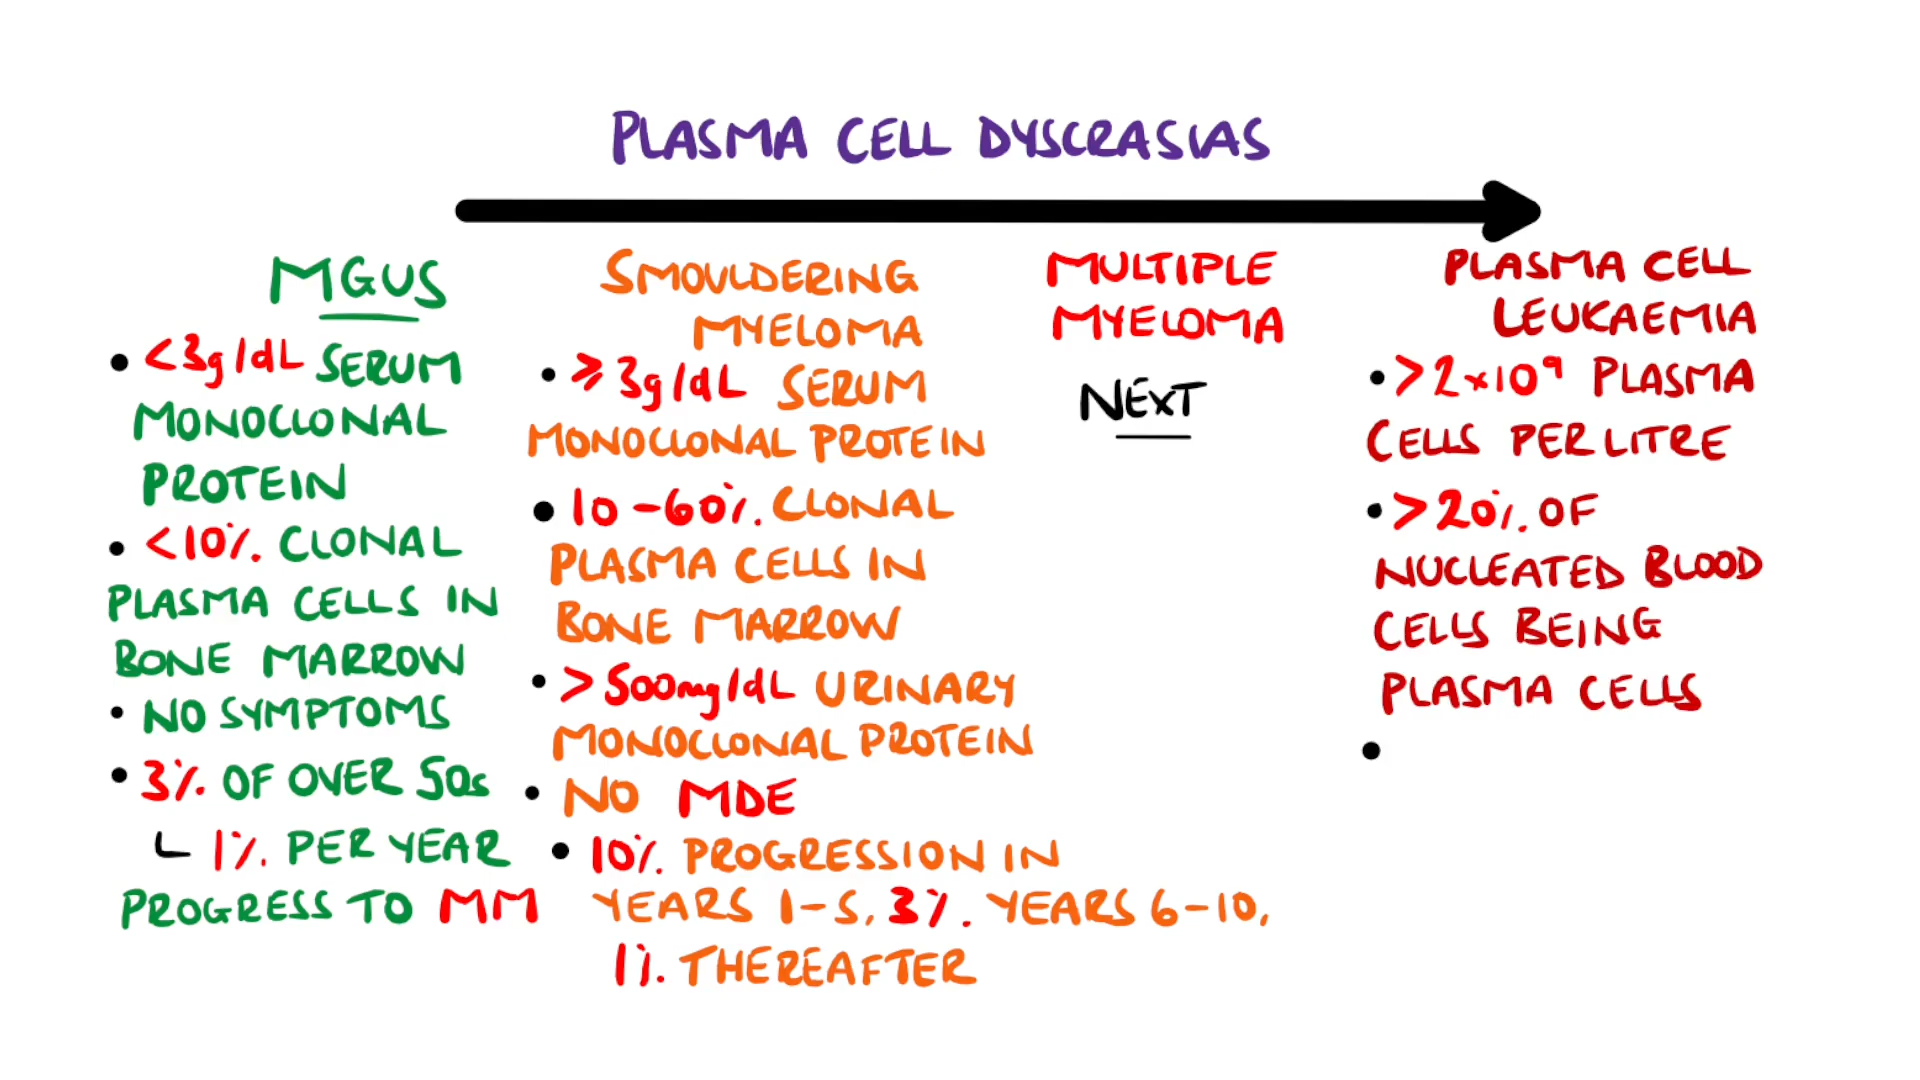 PLASMA CELL DYSCRASIAS
MGUS
• <3g/dL SERUM
MONOCLONAL
PROTEIN
• <10%. CLONAL
PLASMA CELLS IN
BONE MARROW
• NO SYMPTOMS
• 3%. OF OVER 50s
1%. PER YEAR
PROGRESS TO MM
SMOULDERING
MYELOMA
• ≥3g/dL SERUM
MONOCLONAL PROTEIN
• 10-60%. CLONAL
PLASMA CELLS IN
BONE MARROW
• >500mg/dL URINARY
MONOCLONAL PROTEIN
• NO MDE
• 10%. PROGRESSION IN
YEARS 1-5, 3%. YEARS 6-10,
1%. THEREAFTER
MULTIPLE
MYELOMA
NEXT
PLASMA CELL
LEUKAEMIA
• >2×10⁹ PLASMA
CELLS PER LITRE
• >20%. OF
NUCLEATED BLOOD
CELLS BEING
PLASMA CELLS
•